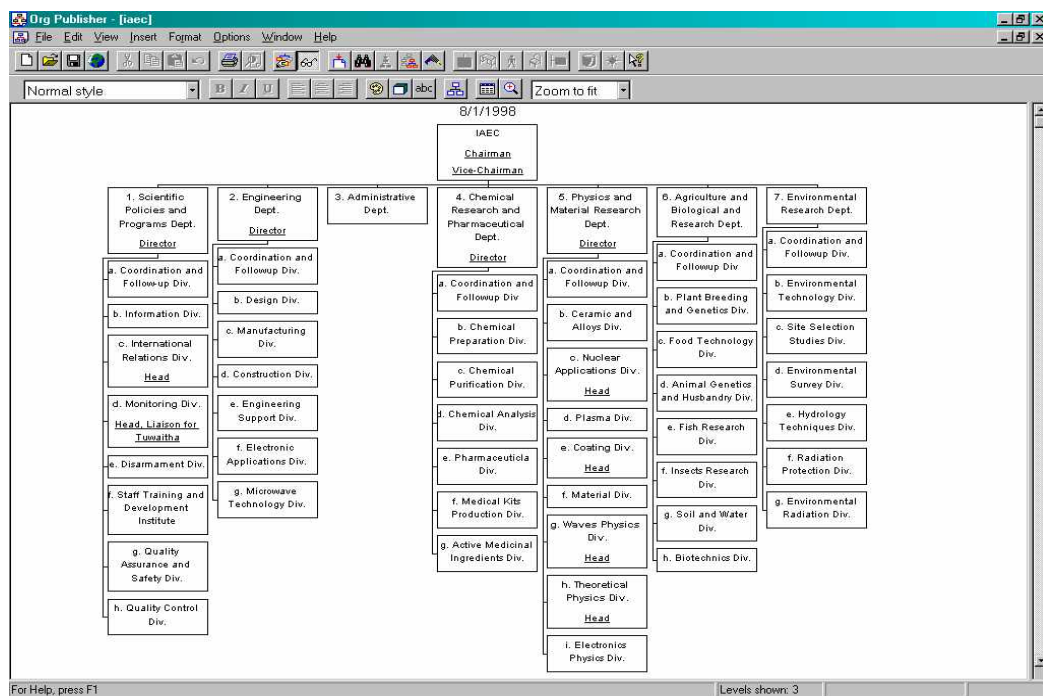 Org Publisher - [iaec]
File Edit View Insert Format Options Window Help
Normal style
B I U
abc
Zoom to fit
8/1/1998
IAEC
Chairman
Vice-Chairman
1. Scientific
Policies and
Programs Dept.
Director
a. Coordination and
Follow-up Div.
b. Information Div.
c. International
Relations Div.
Head
d. Monitoring Div.
Head, Liaison for
Tuwaitha
e. Disarmament Div.
f. Staff Training and
Development
Institute
g. Quality
Assurance and
Safety Div.
h. Quality Control
Div.
2. Engineering
Dept.
Director
a. Coordination and
Followup Div.
b. Design Div.
c. Manufacturing
Div.
d. Construction Div.
e. Engineering
Support Div.
f. Electronic
Applications Div.
g. Microwave
Technology Div.
3. Administrative
Dept.
4. Chemical
Research and
Pharmaceutical
Dept.
Director
a. Coordination and
Followup Div
b. Chemical
Preparation Div.
c. Chemical
Purification Div.
d. Chemical Analysis
Div.
e. Pharmaceuticla
Div.
f. Medical Kits
Production Div.
g. Active Medicinal
Ingredients Div.
5. Physics and
Material Research
Dept.
Director
a. Coordination and
Followup Div.
b. Ceramic and
Alloys Div.
c. Nuclear
Applications Div.
Head
d. Plasma Div.
e. Coating Div.
Head
f. Material Div.
g. Waves Physics
Div.
Head
h. Theoretical
Physics Div.
Head
i. Electronics
Physics Div.
6. Agriculture and
Biological and
Research Dept.
a. Coordination and
Followup Div
b. Plant Breeding
and Genetics Div.
c. Food Technology
Div.
d. Animal Genetics
and Husbandry Div.
e. Fish Research
Div.
f. Insects Research
Div.
g. Soil and Water
Div.
h. Biotechnics Div.
7. Environmental
Research Dept.
a. Coordination and
Followup Div.
b. Environmental
Technology Div.
c. Site Selection
Studies Div.
d. Environmental
Survey Div.
e. Hydrology
Techniques Div.
f. Radiation
Protection Div.
g. Environmental
Radiation Div.
For Help, press F1
Levels shown: 3